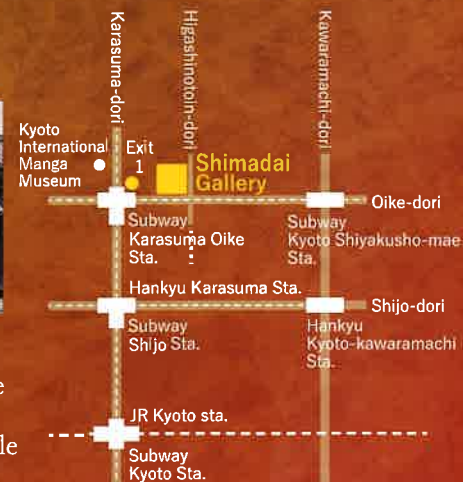 Karasuma-dori
Higashinotoin-dori
Kawaramachi-dori
Kyoto
International
Manga
Museum
Exit
1
Shimadai
Gallery
Oike-dori
Subway
Karasuma Oike
Sta.
Subway
Kyoto Shiyakusho-mae
Sta.
Hankyu Karasuma Sta.
Shijo-dori
Subway
Shijo Sta.
Hankyu
Kyoto-kawaramachi
Sta.
JR Kyoto sta.
Subway
Kyoto Sta.
e
le